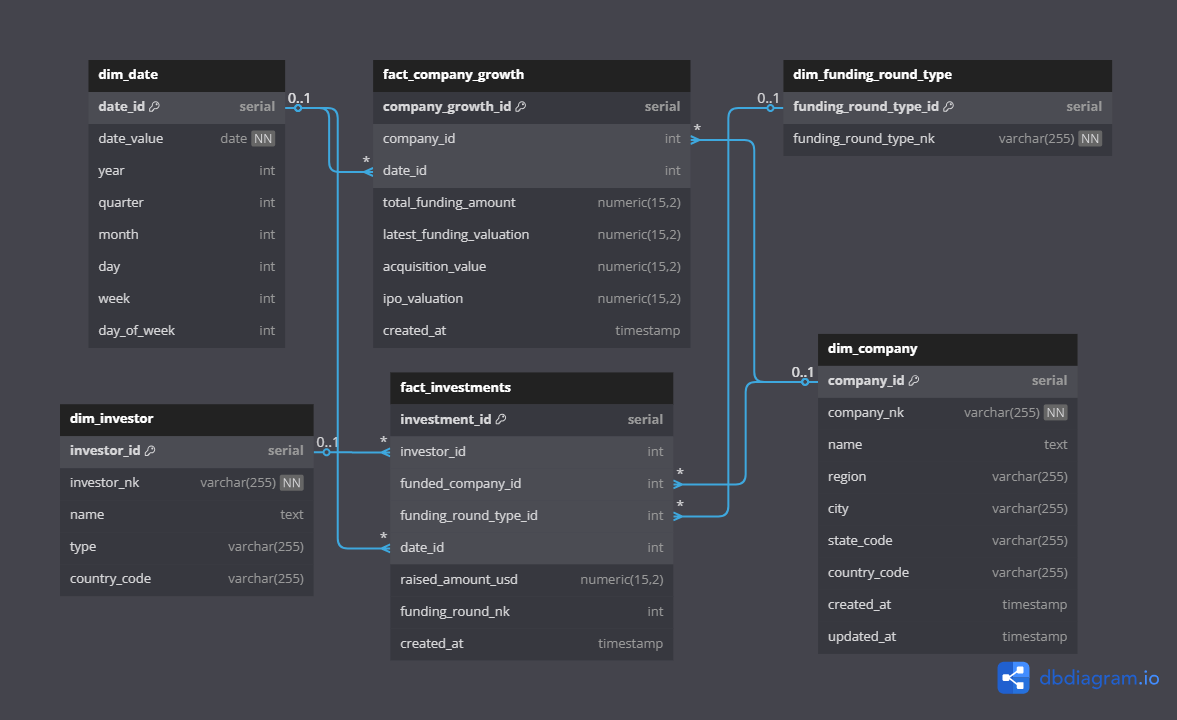 dim_date
date_id serial
date_value date NN
year int
quarter int
month int
day int
week int
day_of_week int
0..1
*
*
fact_company_growth
company_growth_id serial
company_id int
date_id int
total_funding_amount numeric(15,2)
latest_funding_valuation numeric(15,2)
acquisition_value numeric(15,2)
ipo_valuation numeric(15,2)
created_at timestamp
0..1
dim_funding_round_type
funding_round_type_id serial
funding_round_type_nk varchar(255) NN
dim_investor
investor_id serial
investor_nk varchar(255) NN
name text
type varchar(255)
country_code varchar(255)
0..1
*
*
*
*
fact_investments
investment_id serial
investor_id int
funded_company_id int
funding_round_type_id int
date_id int
raised_amount_usd numeric(15,2)
funding_round_nk int
created_at timestamp
0..1
dim_company
company_id serial
company_nk varchar(255) NN
name text
region varchar(255)
city varchar(255)
state_code varchar(255)
country_code varchar(255)
created_at timestamp
updated_at timestamp
dbdiagram.io